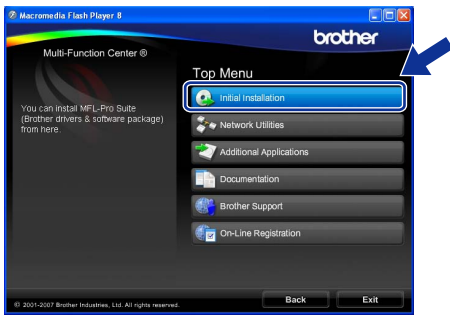 Macromedia Flash Player 8
brother
Multi-Function Center ®
You can install MFL-Pro Suite
(Brother drivers & software package)
from here.
Top Menu
Initial Installation
Network Utilities
Additional Applications
Documentation
Brother Support
On-Line Registration
© 2001-2007 Brother Industries, Ltd. All rights reserved.
Back
Exit